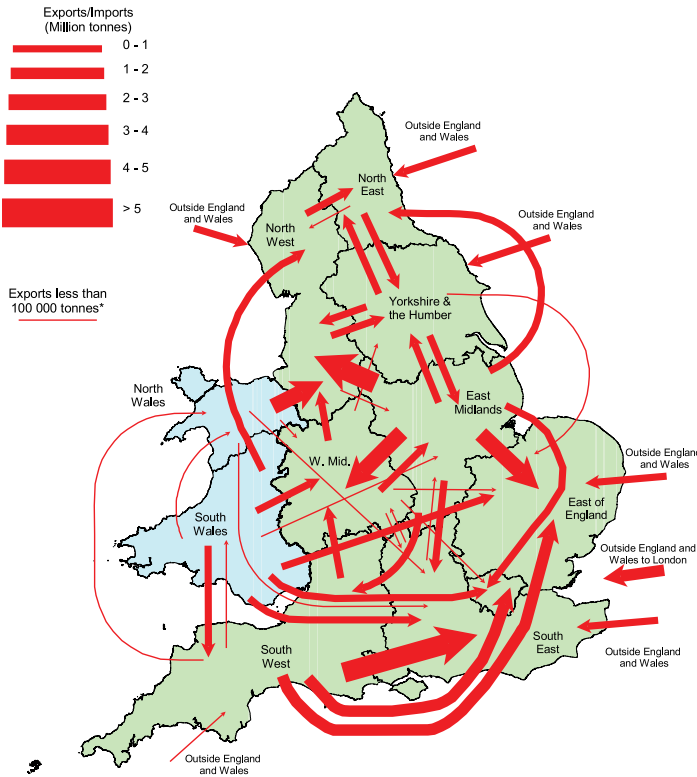 Exports/Imports
(Million tonnes)
0 - 1
1 - 2
2 - 3
3 - 4
4 - 5
> 5
Exports less than
100 000 tonnes*
Outside England
and Wales
North
East
Outside England
and Wales
North
West
Outside England
and Wales
Yorkshire &
the Humber
North
Wales
East
Midlands
W. Mid.
Outside England
and Wales
East of
England
South
Wales
Outside England and
Wales to London
South
West
South
East
Outside England
and Wales
Outside England
and Wales